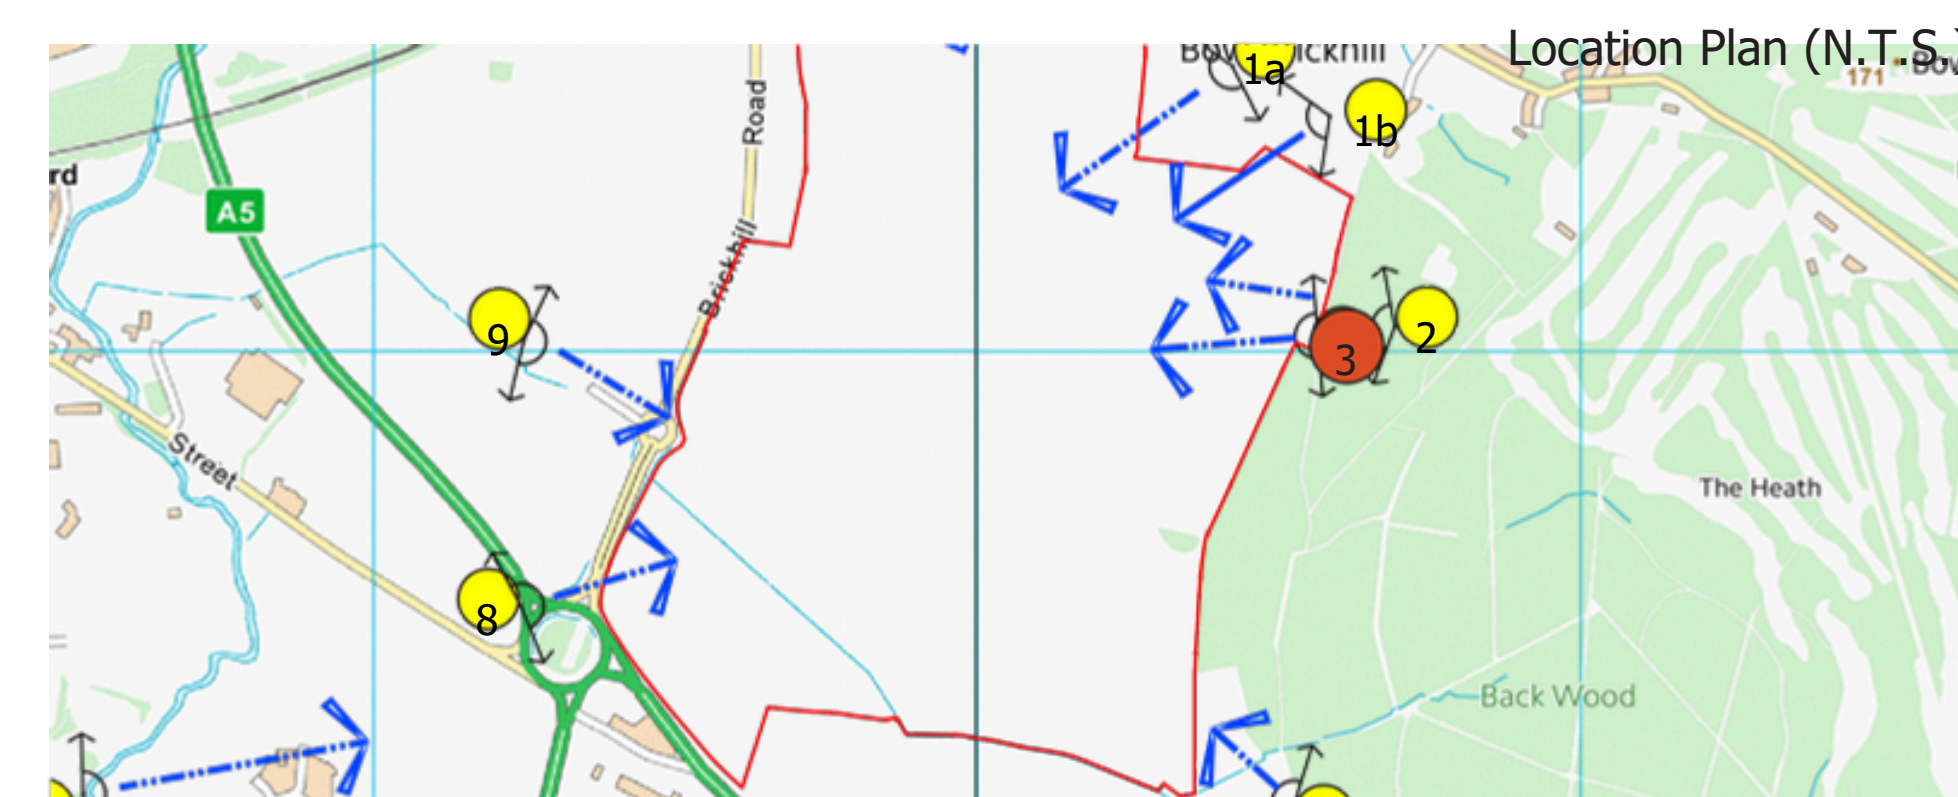 Location Plan (N.T.S.)
1a
171
1b
Road
rd
A5
Brickhill
9
2
3
Street
The Heath
8
Back Wood